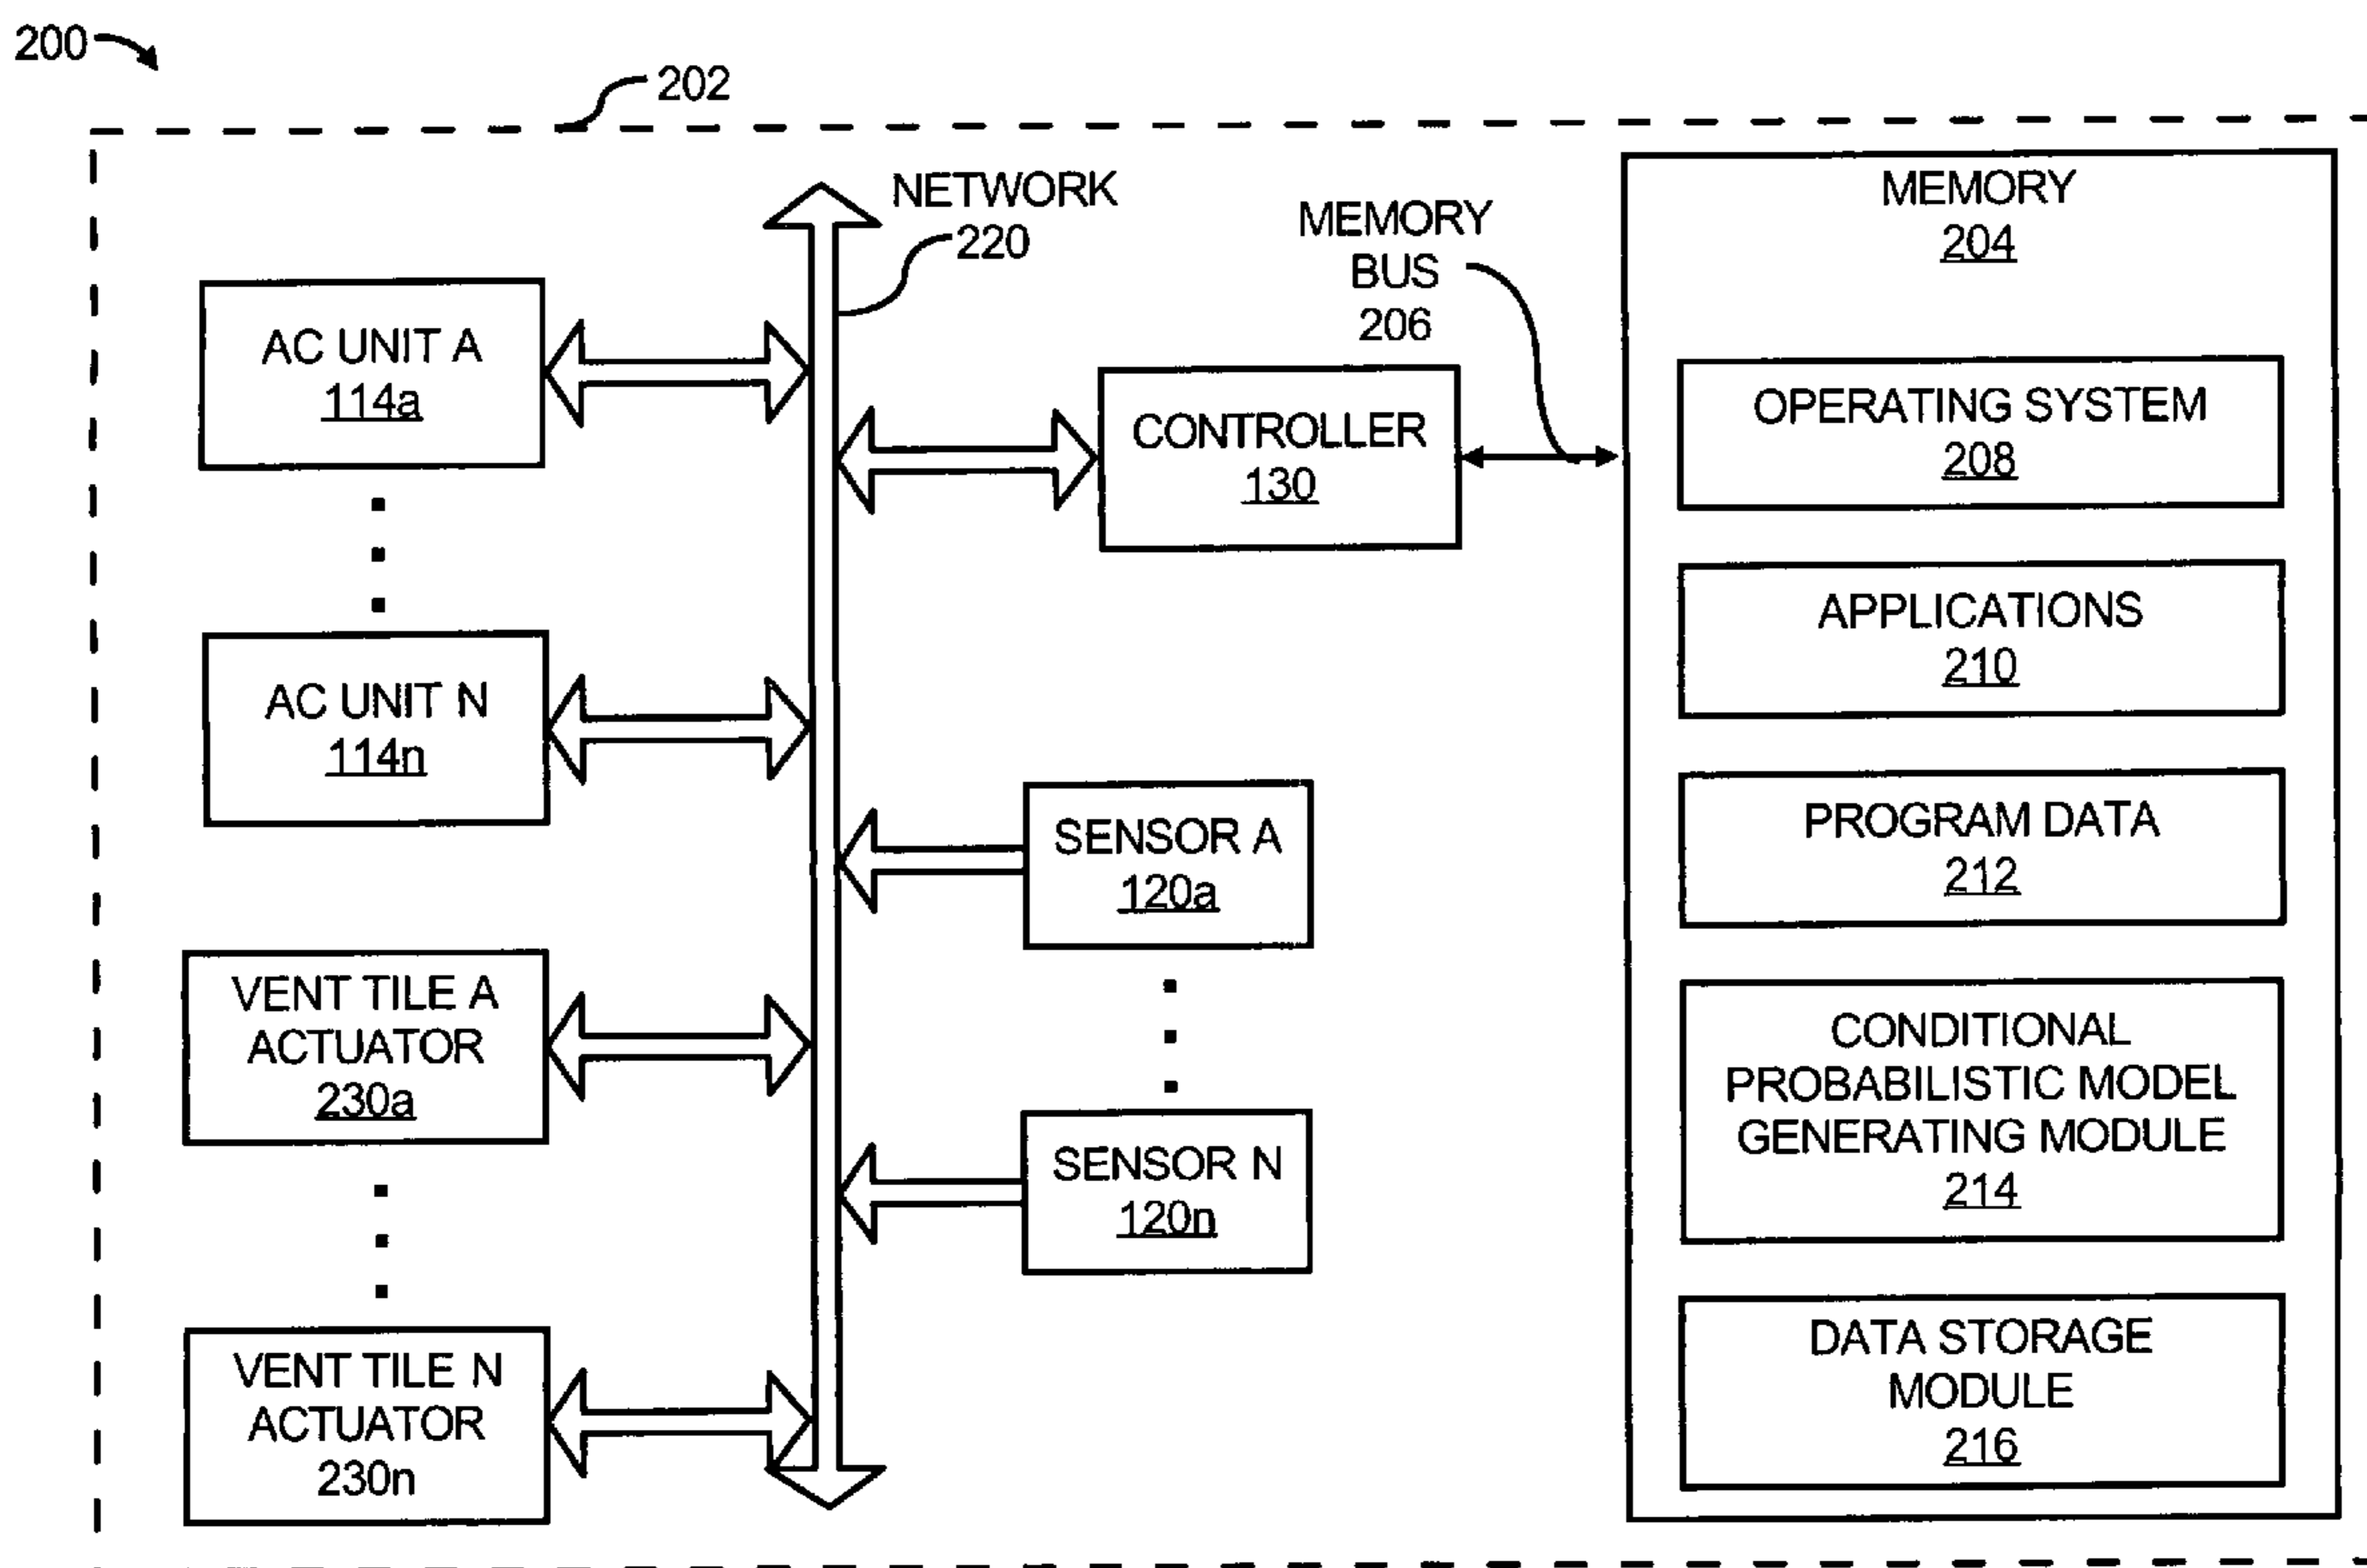 200
202
NETWORK
220
MEMORY
BUS
206
MEMORY
204
AC UNIT A
114a
CONTROLLER
130
OPERATING SYSTEM
208
APPLICATIONS
210
AC UNIT N
114n
SENSOR A
120a
PROGRAM DATA
212
VENT TILE A
ACTUATOR
230a
CONDITIONAL
PROBABILISTIC MODEL
GENERATING MODULE
214
SENSOR N
120n
VENT TILE N
ACTUATOR
230n
DATA STORAGE
MODULE
216